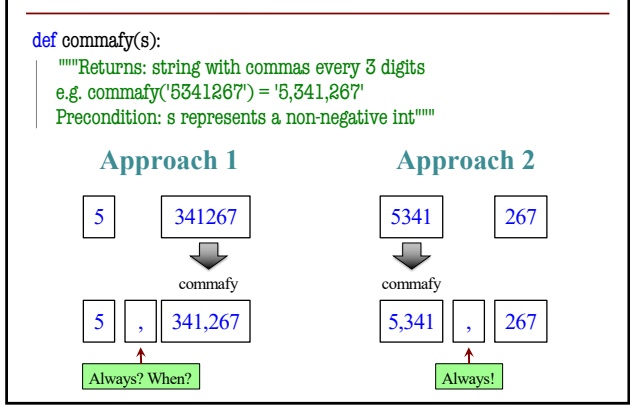 def commafy(s):
"""Returns: string with commas every 3 digits
e.g. commafy('5341267') = '5,341,267'
Precondition: s represents a non-negative int"""
Approach 1
Approach 2
5 341267
5341 267
commafy
commafy
5 , 341,267
5,341 , 267
Always? When?
Always!